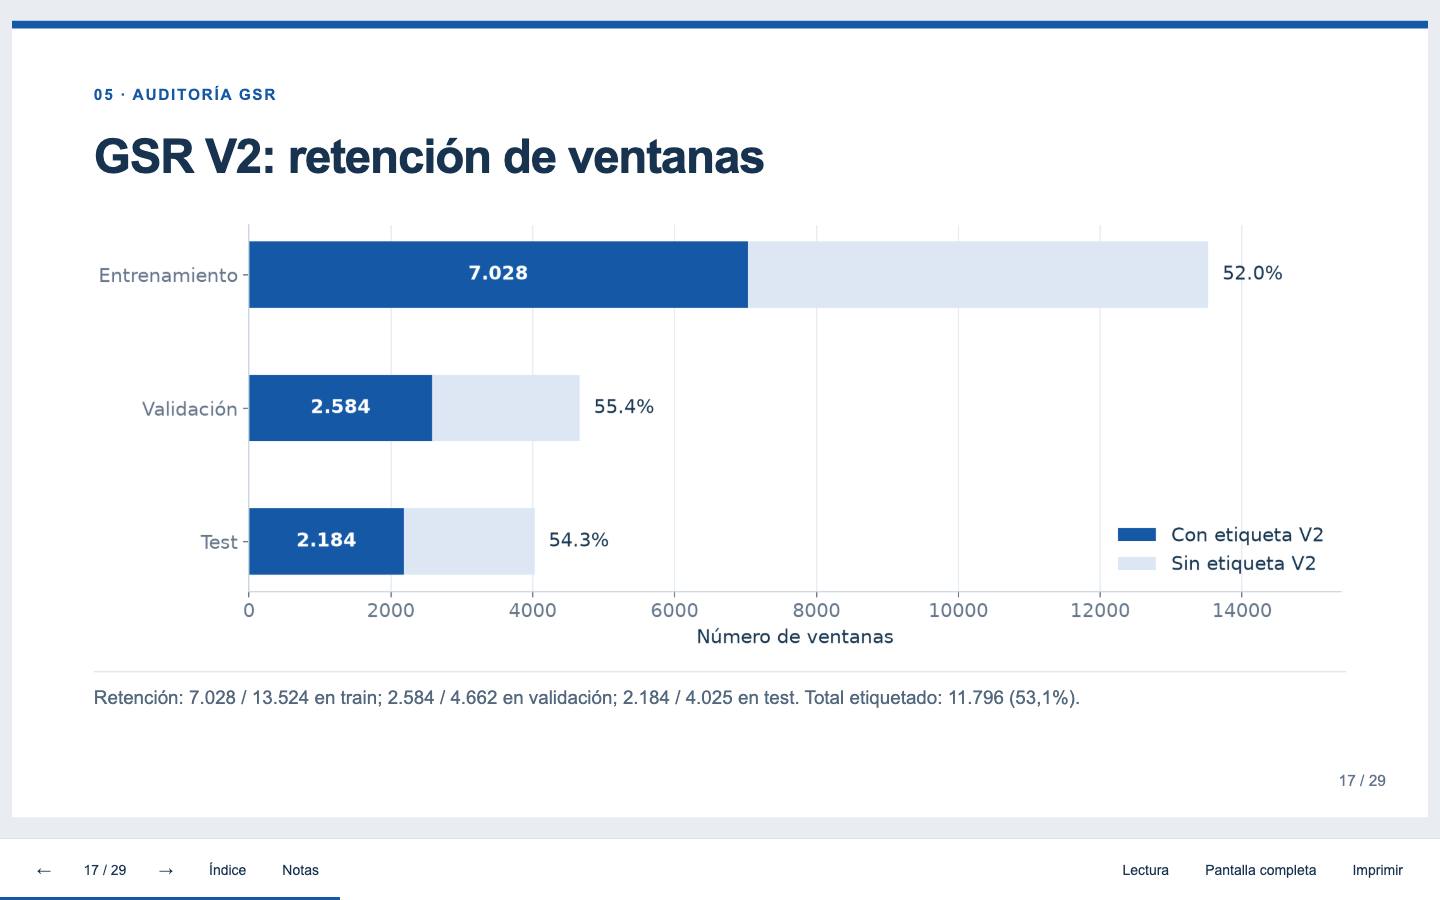 05 · AUDITORÍA GSR
GSR V2: retención de ventanas
Entrenamiento
7.028
52.0%
Validación
2.584
55.4%
Test
2.184
54.3%
Con etiqueta V2
Sin etiqueta V2
0 2000 4000 6000 8000 10000 12000 14000
Número de ventanas
Retención: 7.028 / 13.524 en train; 2.584 / 4.662 en validación; 2.184 / 4.025 en test. Total etiquetado: 11.796 (53,1%).
17 / 29
← 17 / 29 → Índice Notas Lectura Pantalla completa Imprimir